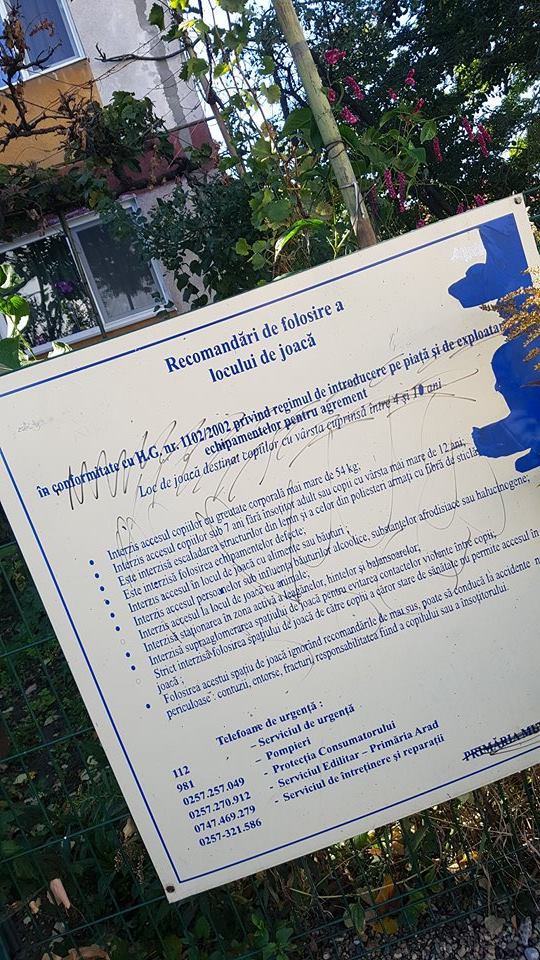 Recomandări de folosire a
locului de joacă
în conformitate cu H.G. nr. 1102/2002 privind regimul de introducere pe piață și de exploatar
echipamentelor pentru agrement
Loc de joacă destinat copiilor cu vârsta cuprinsă între 4 și 10 ani
Interzis accesul copiilor cu greutate corporală mai mare de 54 kg;
Interzis accesul copiilor sub 7 ani fără însoțitor adult sau copii cu vârsta mai mare de 12 ani;
Este interzisă escaladarea structurilor din lemn și a celor din poliesteri armați cu fibră de sticlă
Este interzisă folosirea echipamentelor defecte;
Interzis accesul în locul de joacă cu alimente sau băuturi;
Interzis accesul persoanelor sub influența băuturilor alcoolice, substanțelor afrodisiace sau halucinogene;
Interzis accesul la locul de joacă cu animale;
Interzisă staționarea în zona activă a leagănelor, hintelor și balansoarelor;
Interzisă supraaglomerarea spațiului de joacă pentru evitarea contactelor violente între copii,
Strict interzisă folosirea spațiului de joacă de către copii a căror stare de sănătate nu permite accesul în
joacă ;
Folosirea acestui spațiu de joacă ignorând recomandările de mai sus, poate să conducă la accidente
periculoase : contuzii, entorse, fracturi, responsabilitatea fiind a copilului sau a însoțitorului.
Telefoane de urgență :
112 – Serviciul de urgență
981 - Pompieri
0257.257.049 - Protecția Consumatorului
0257.270.912 - Serviciul Edilitar – Primăria Arad
0747.469.279 - Serviciul de întreținere și reparații
0257-321.586
PRIMĂRIA